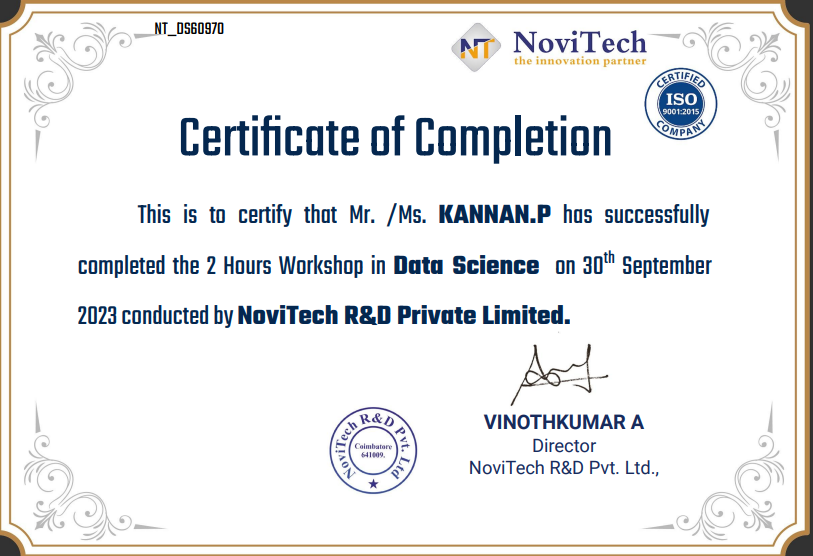 NT_DS60970
NT NoviTech
the innovation partner
CERTIFIED
ISO
9001:2015
COMPANY
Certificate of Completion
This is to certify that Mr. /Ms. KANNAN.P has successfully
completed the 2 Hours Workshop in Data Science on 30th September
2023 conducted by NoviTech R&D Private Limited.
VINOTHKUMAR A
Director
NoviTech R&D Pvt. Ltd.,
NoviTech R&D Pvt. Ltd
Coimbatore
641009.